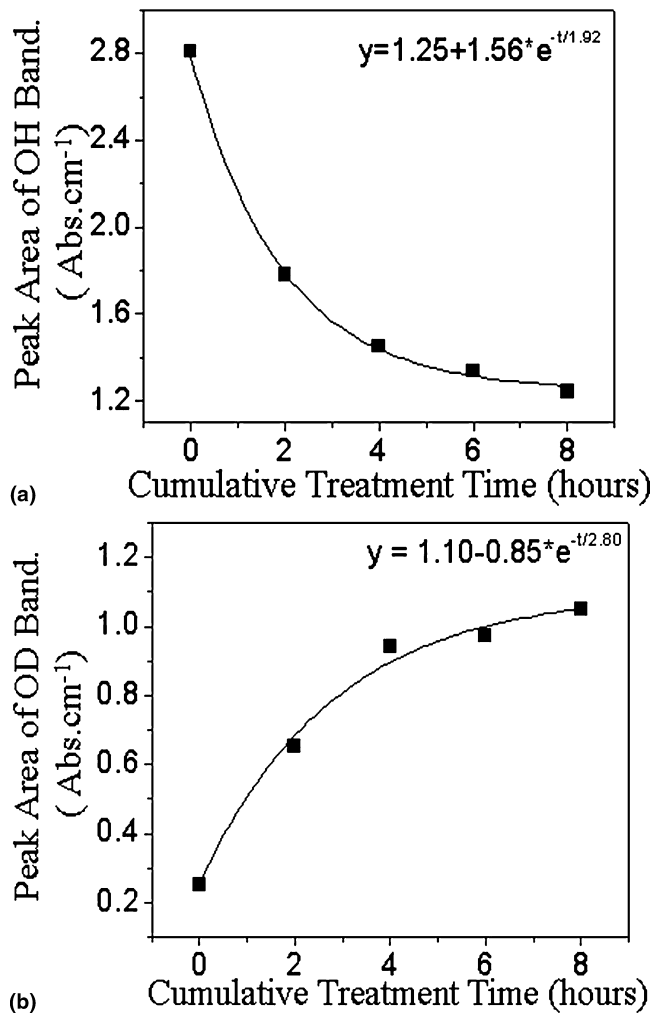 y=1.25+1.56*e-t/1.92
Peak Area of OH Band.
( Abs.cm-1)
2.8
2.4
2.0
1.6
1.2
0 2 4 6 8
Cumulative Treatment Time (hours)
(a)
y = 1.10-0.85*e-t/2.80
Peak Area of OD Band.
( Abs.cm-1)
1.2
1.0
0.8
0.6
0.4
0.2
0 2 4 6 8
Cumulative Treatment Time (hours)
(b)